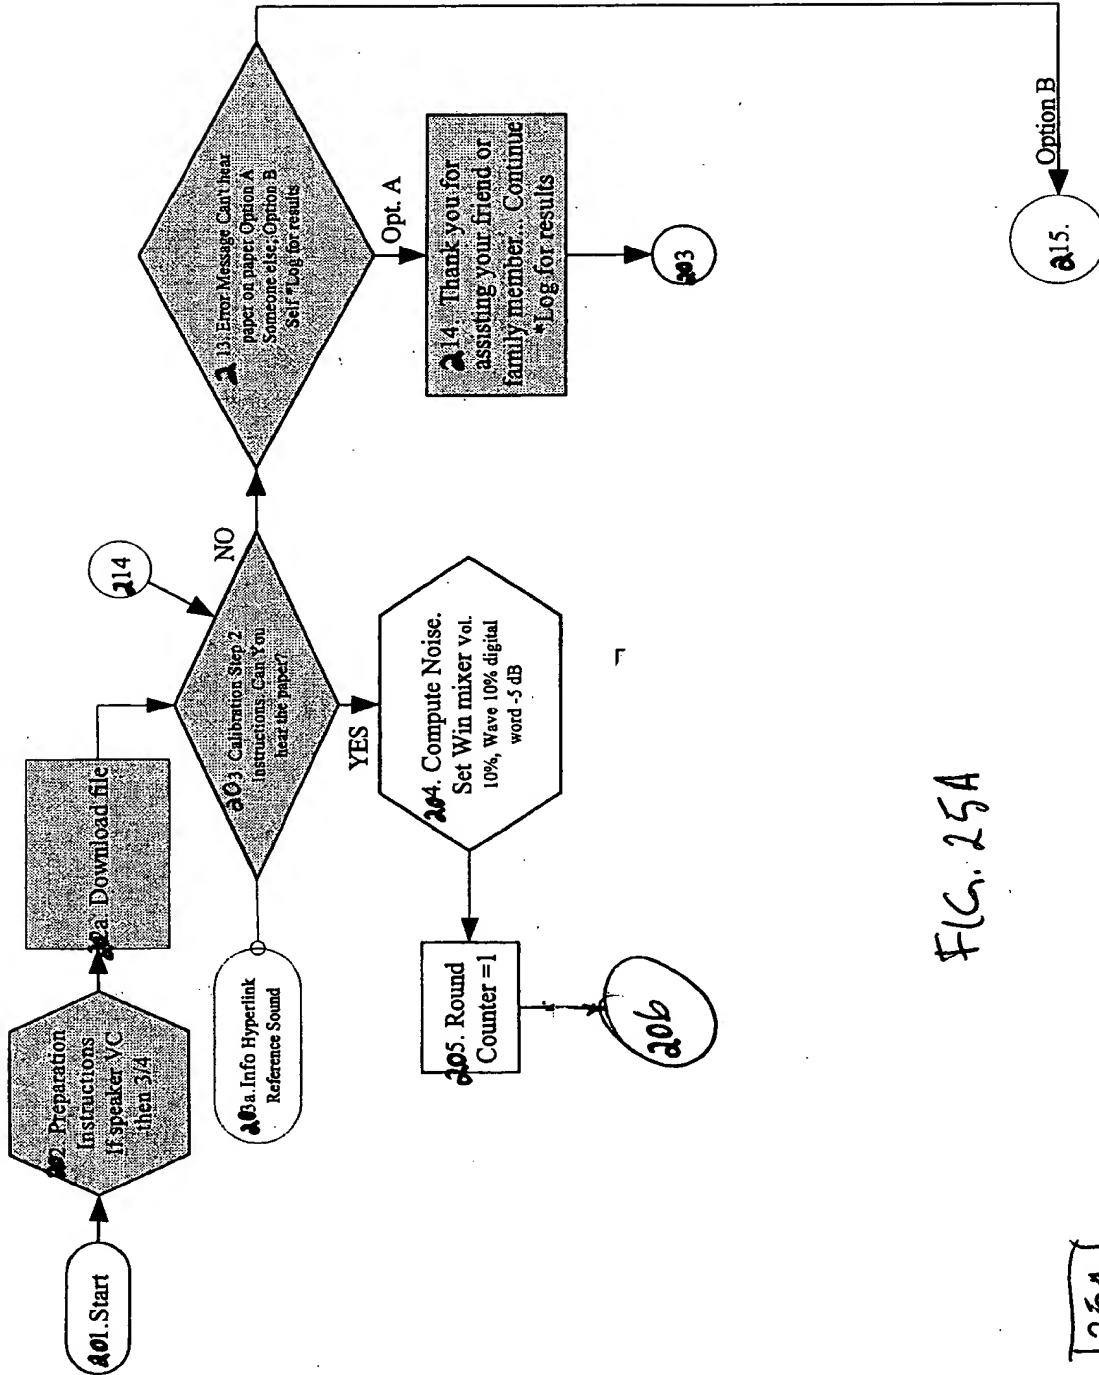 201. Start
202. Preparation
Instructions
If speaker VC
then 3/4
202a. Download file
214
203. Calibration Step 2
Instructions. Can You
hear the paper?
203a. Info Hyperlink
Reference Sound
NO
YES
213. Error Message Can't hear
paper on paper Option A
Someone else; Option B
Self *Log for results
Opt. A
214. Thank you for
assisting your friend or
family member... Continue
*Log for results
203
Option B
215.
204. Compute Noise.
Set Win mixer Vol.
10%, Wave 10% digital
word -5 dB
205. Round
Counter =1
206
FIG. 25A